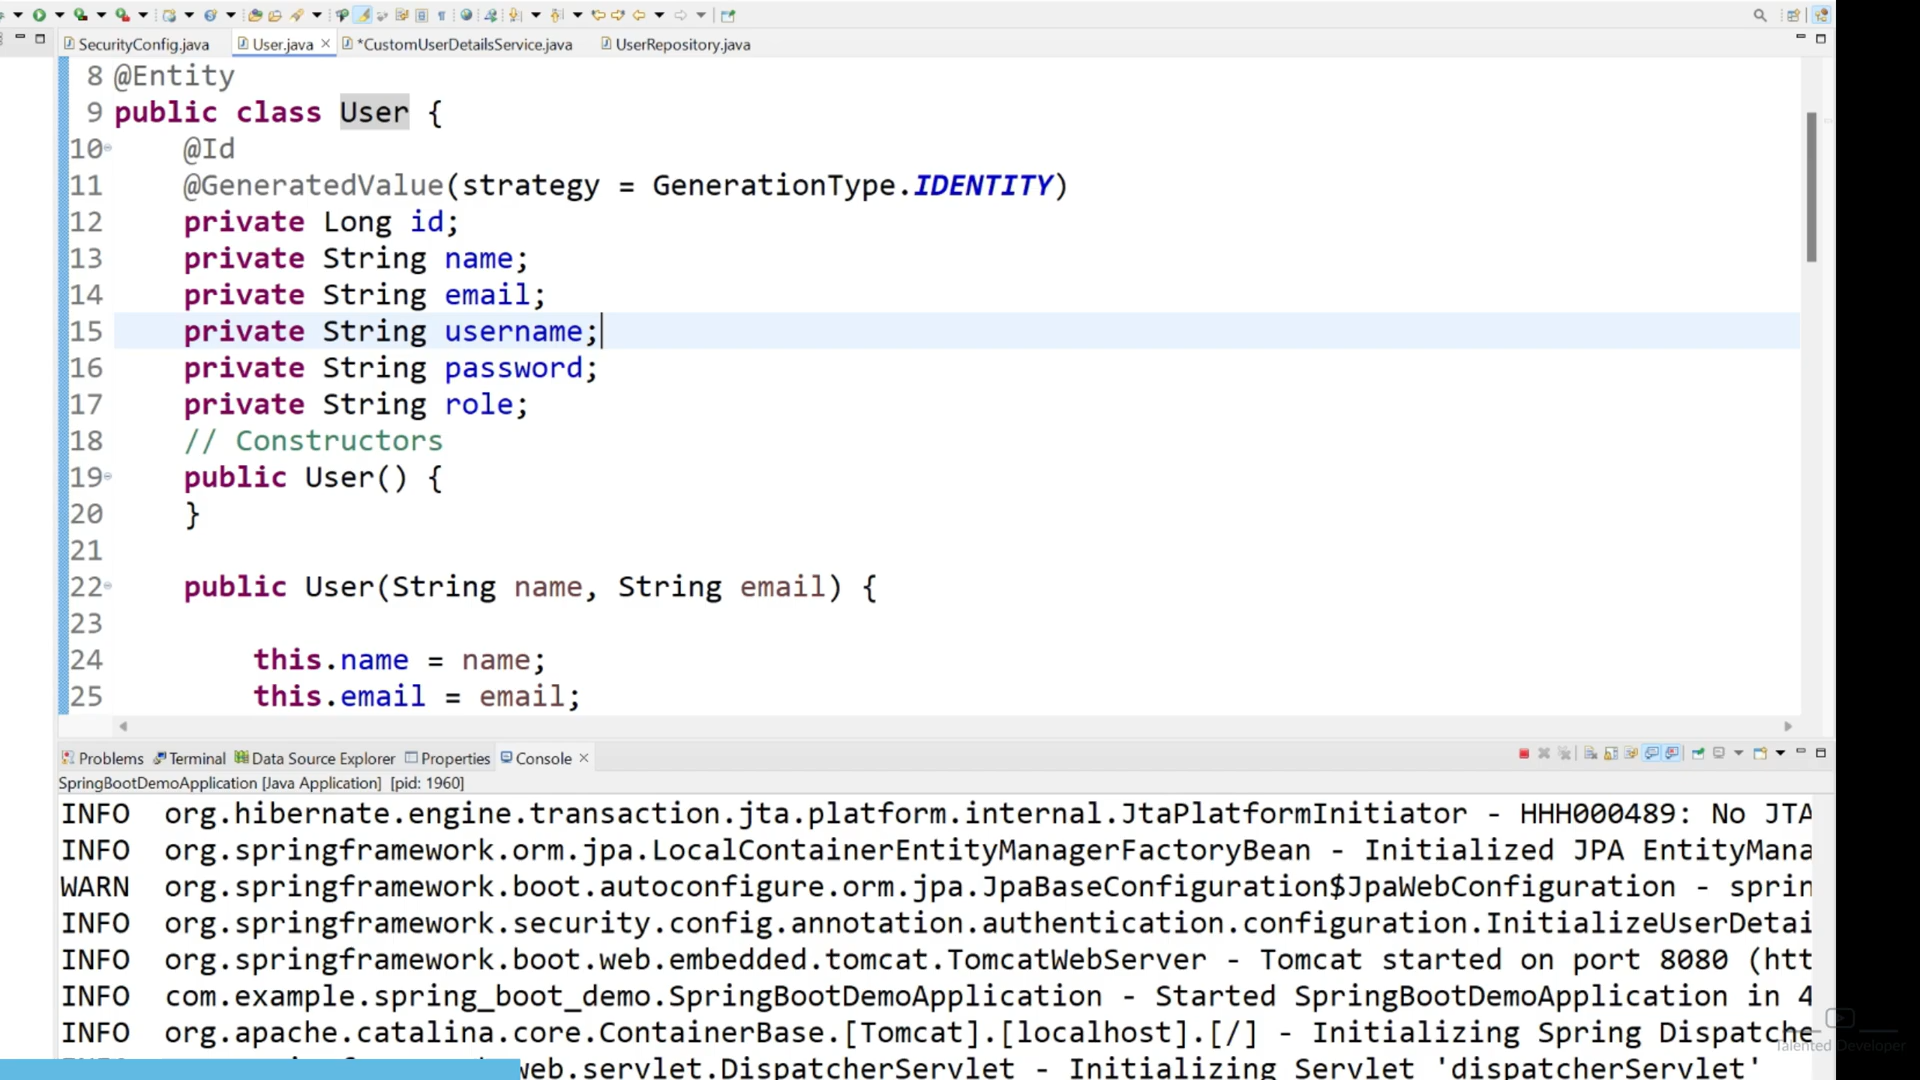 SecurityConfig.java
User.java
*CustomUserDetailsService.java
UserRepository.java
8 @Entity
9 public class User {
10 @Id
11 @GeneratedValue(strategy = GenerationType.IDENTITY)
12 private Long id;
13 private String name;
14 private String email;
15 private String username;
16 private String password;
17 private String role;
18 // Constructors
19 public User() {
20 }
21
22 public User(String name, String email) {
23
24 this.name = name;
25 this.email = email;
Problems Terminal Data Source Explorer Properties Console
SpringBootDemoApplication [Java Application] [pid: 1960]
INFO org.hibernate.engine.transaction.jta.platform.internal.JtaPlatformInitiator - HHH000489: No JTA
INFO org.springframework.orm.jpa.LocalContainerEntityManagerFactoryBean - Initialized JPA EntityMana
WARN org.springframework.boot.autoconfigure.orm.jpa.JpaBaseConfiguration$JpaWebConfiguration - sprin
INFO org.springframework.security.config.annotation.authentication.configuration.InitializeUserDetai
INFO org.springframework.boot.web.embedded.tomcat.TomcatWebServer - Tomcat started on port 8080 (htt
INFO com.example.spring_boot_demo.SpringBootDemoApplication - Started SpringBootDemoApplication in 4
INFO org.apache.catalina.core.ContainerBase.[Tomcat].[localhost].[/] - Initializing Spring Dispatche
web.servlet.DispatcherServlet - Initializing Servlet 'dispatcherServlet'
Talented Developer